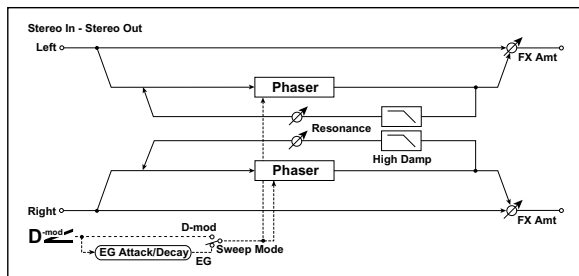 Stereo In - Stereo Out
Left
FX Amt
Phaser
Resonance
High Damp
Phaser
Right
FX Amt
D-mod
D-mod
EG Attack/Decay
EG
Sweep Mode